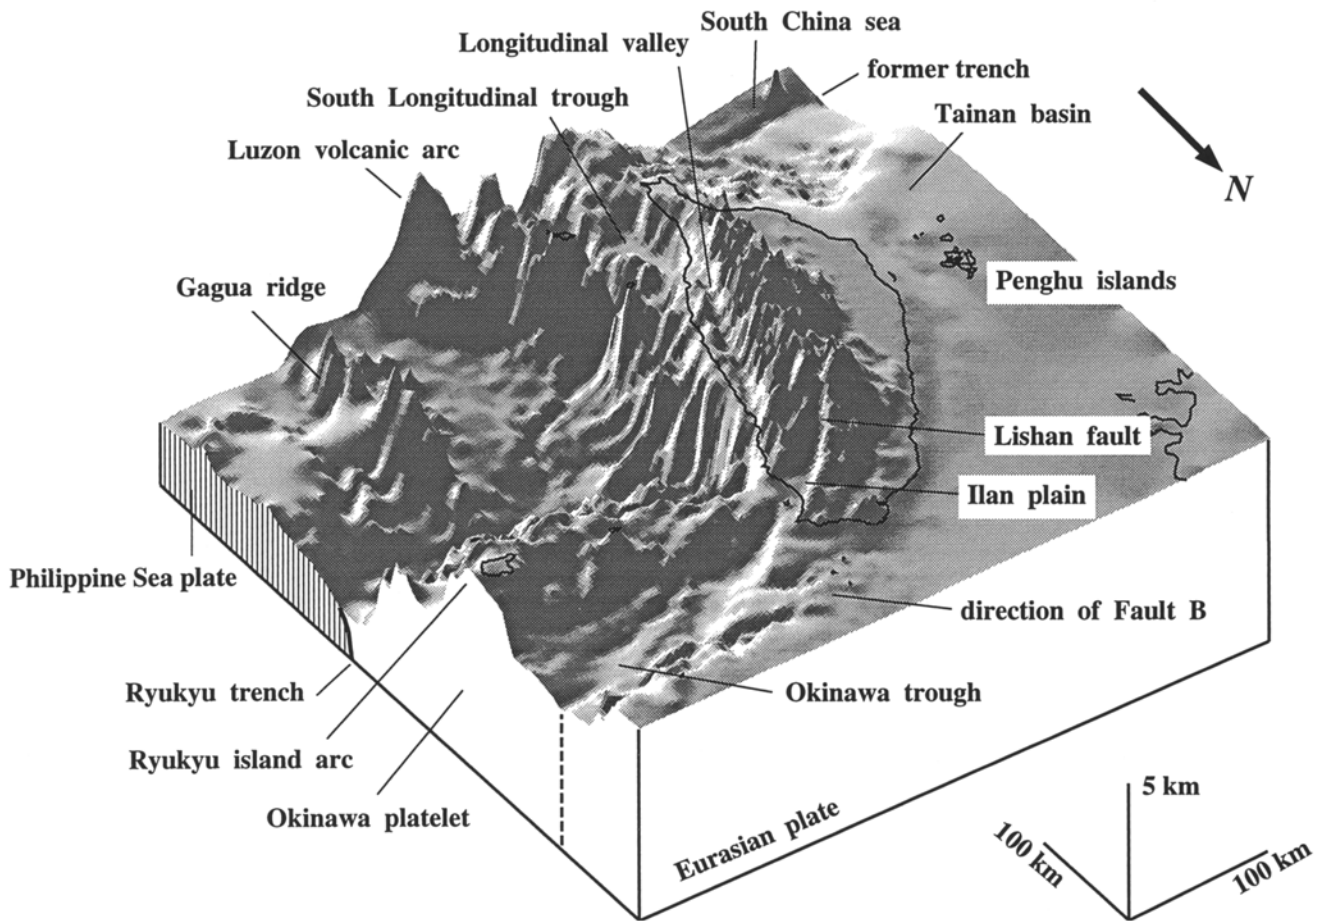 South China sea
Longitudinal valley
former trench
South Longitudinal trough
Tainan basin
Luzon volcanic arc
N
Gagua ridge
Penghu islands
Lishan fault
Ilan plain
Philippine Sea plate
direction of Fault B
Ryukyu trench
Okinawa trough
Ryukyu island arc
5 km
Okinawa platelet
Eurasian plate
100 km
100 km